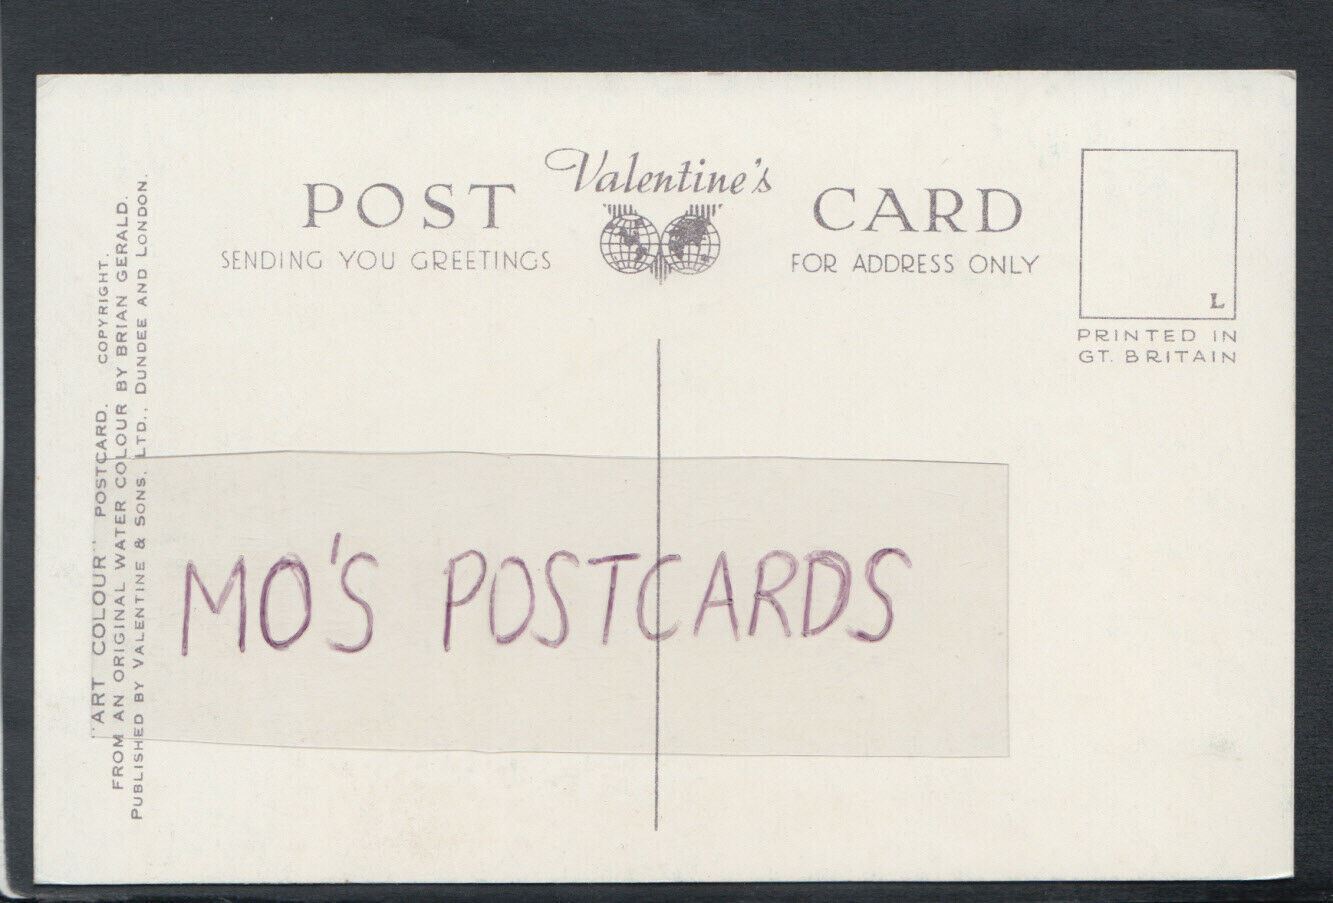 Valentine's
POST CARD
SENDING YOU GREETINGS
FOR ADDRESS ONLY
L
PRINTED IN
GT. BRITAIN
"ART COLOUR" POSTCARD. COPYRIGHT.
FROM AN ORIGINAL WATER COLOUR BY BRIAN GERALD.
PUBLISHED BY VALENTINE & SONS, LTD., DUNDEE AND LONDON.
MO'S POSTCARDS